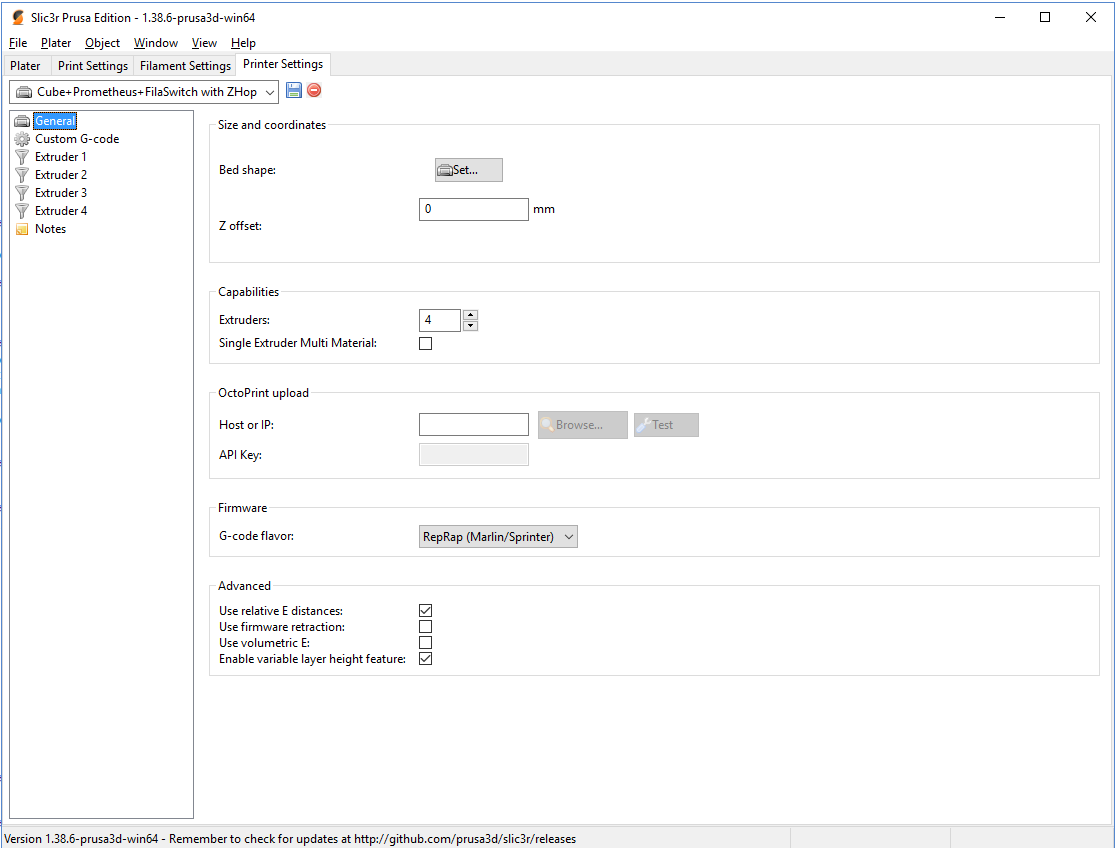 Slic3r Prusa Edition - 1.38.6-prusa3d-win64
File Plater Object Window View Help
Plater Print Settings Filament Settings Printer Settings
Cube+Prometheus+FilaSwitch with ZHop
General
Custom G-code
Extruder 1
Extruder 2
Extruder 3
Extruder 4
Notes
Size and coordinates
Bed shape: Set...
0 mm
Z offset:
Capabilities
Extruders: 4
Single Extruder Multi Material:
OctoPrint upload
Host or IP: Browse... Test
API Key:
Firmware
G-code flavor: RepRap (Marlin/Sprinter)
Advanced
Use relative E distances:
Use firmware retraction:
Use volumetric E:
Enable variable layer height feature:
Version 1.38.6-prusa3d-win64 - Remember to check for updates at http://github.com/prusa3d/slic3r/releases